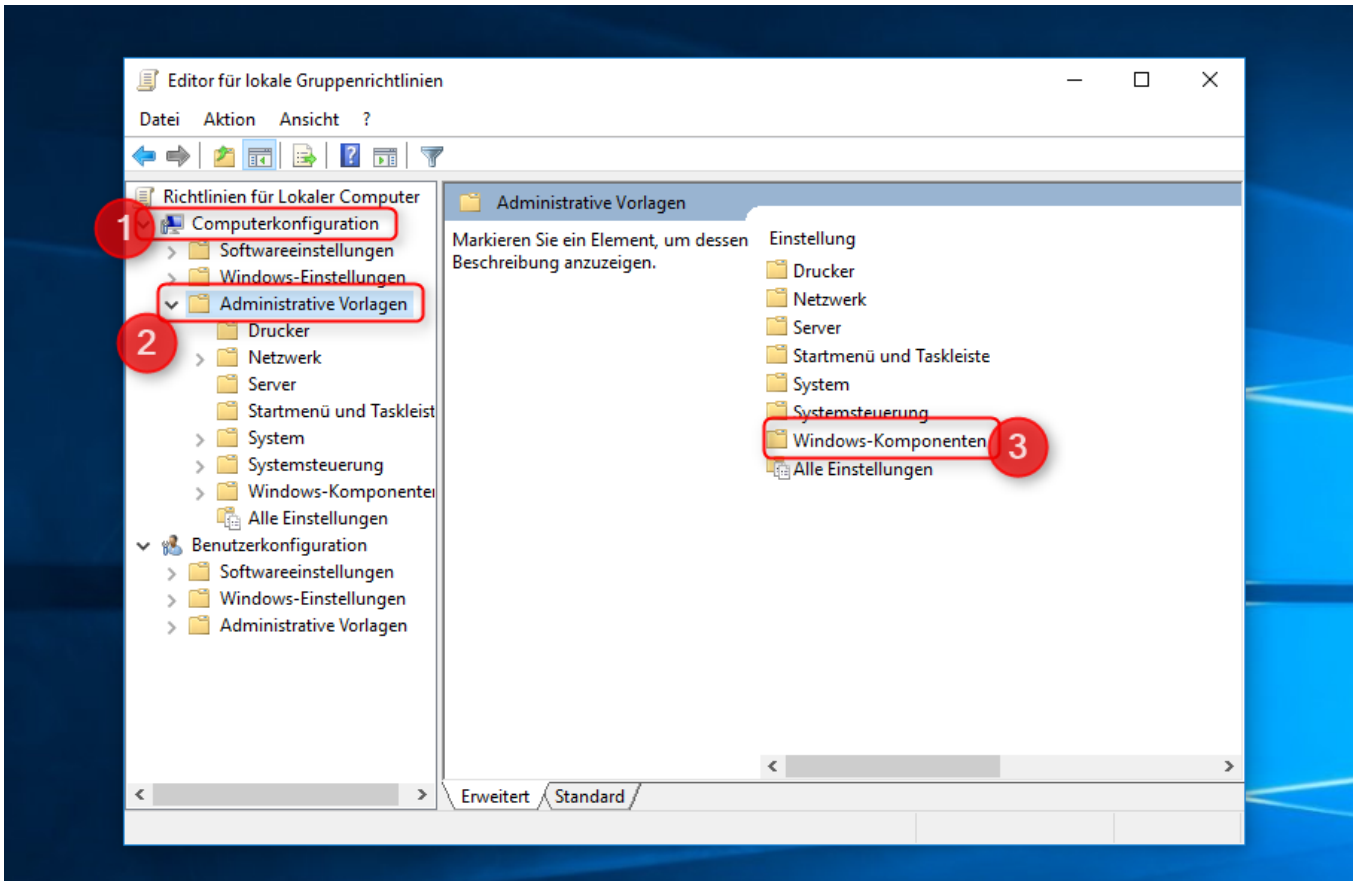 Editor für lokale Gruppenrichtlinien
Datei Aktion Ansicht ?
Richtlinien für Lokaler Computer
1
Computerkonfiguration
Softwareeinstellungen
Windows-Einstellungen
Administrative Vorlagen
2
Drucker
Netzwerk
Server
Startmenü und Taskleist
System
Systemsteuerung
Windows-Komponenten
Alle Einstellungen
Benutzerkonfiguration
Softwareeinstellungen
Windows-Einstellungen
Administrative Vorlagen
Administrative Vorlagen
Markieren Sie ein Element, um dessen
Beschreibung anzuzeigen.
Einstellung
Drucker
Netzwerk
Server
Startmenü und Taskleiste
System
Systemsteuerung
Windows-Komponenten
3
Alle Einstellungen
Erweitert Standard